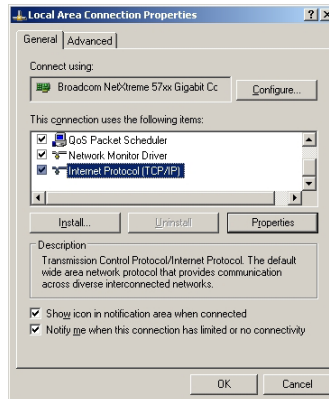 Local Area Connection Properties
General Advanced
Connect using:
Broadcom NetXtreme 57xx Gigabit Cc
Configure...
This connection uses the following items:
QoS Packet Scheduler
Network Monitor Driver
Internet Protocol (TCP/IP)
Install... Uninstall Properties
Description
Transmission Control Protocol/Internet Protocol. The default
wide area network protocol that provides communication
across diverse interconnected networks.
Show icon in notification area when connected
Notify me when this connection has limited or no connectivity
OK Cancel